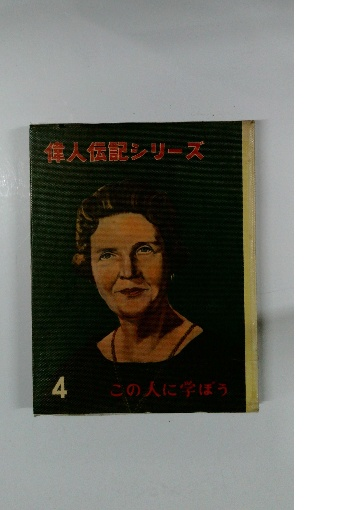 偉人伝記シリーズ
4
この人に学ぼう